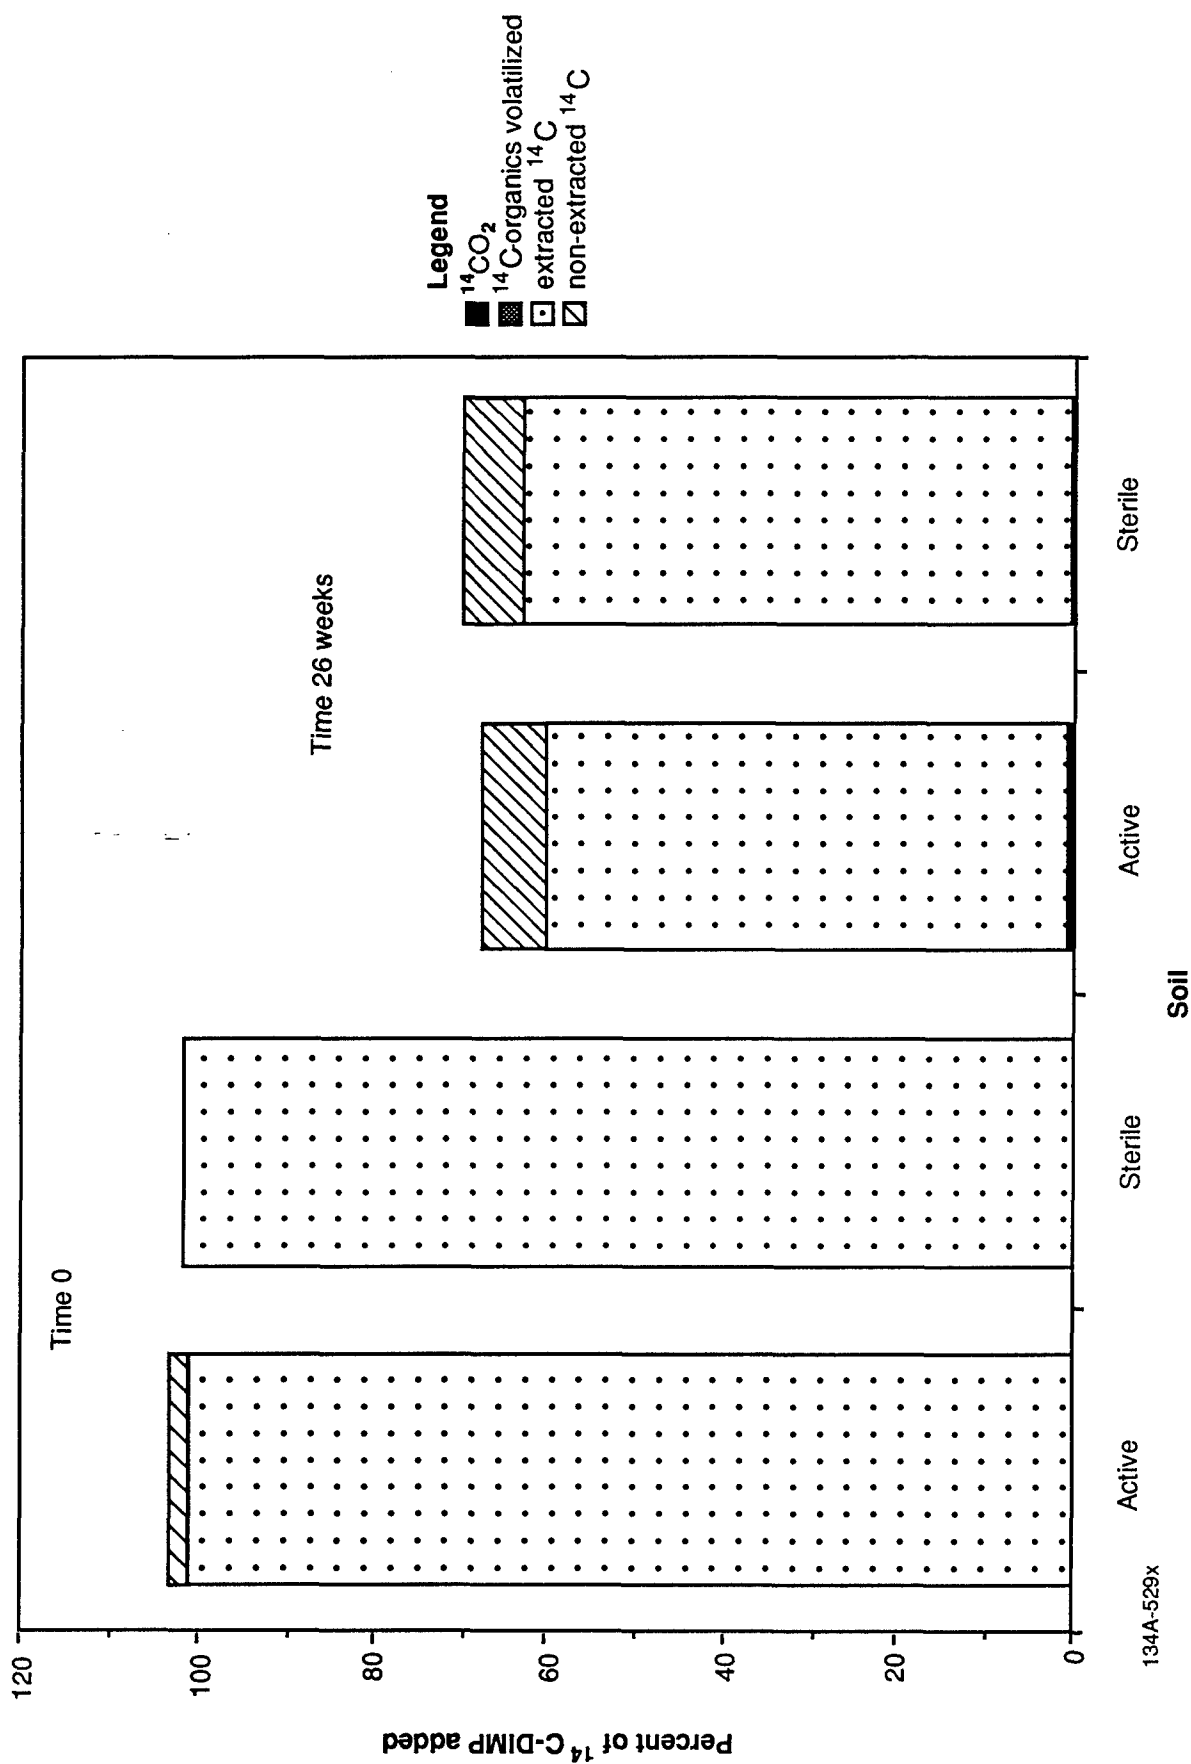 Time 0
Time 26 weeks
120
100
80
60
40
20
0
Percent of ¹⁴C-DIMP added
Active
Sterile
Active
Sterile
Soil
Legend
¹⁴CO₂
¹⁴C-organics volatilized
extracted ¹⁴C
non-extracted ¹⁴C
134A-529x